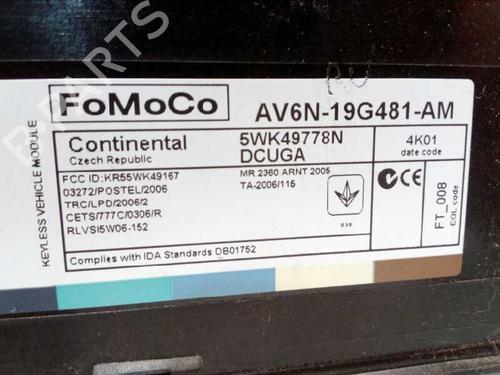 FoMoCo AV6N-19G481-AM
KEYLESS VEHICLE MODULE
Continental
Czech Republic
5WK49778N
DCUGA
4K01
date code
FCC ID:KR55WK49167
03272/POSTEL/2006
TRC/LPD/2006/2
CETS/777C/0306/R
RLVSI5W06-152
MR 2360 ARNT 2005
TA-2006/115
FT_008
EOL code
Complies with IDA Standards DB01752
B-PARTS